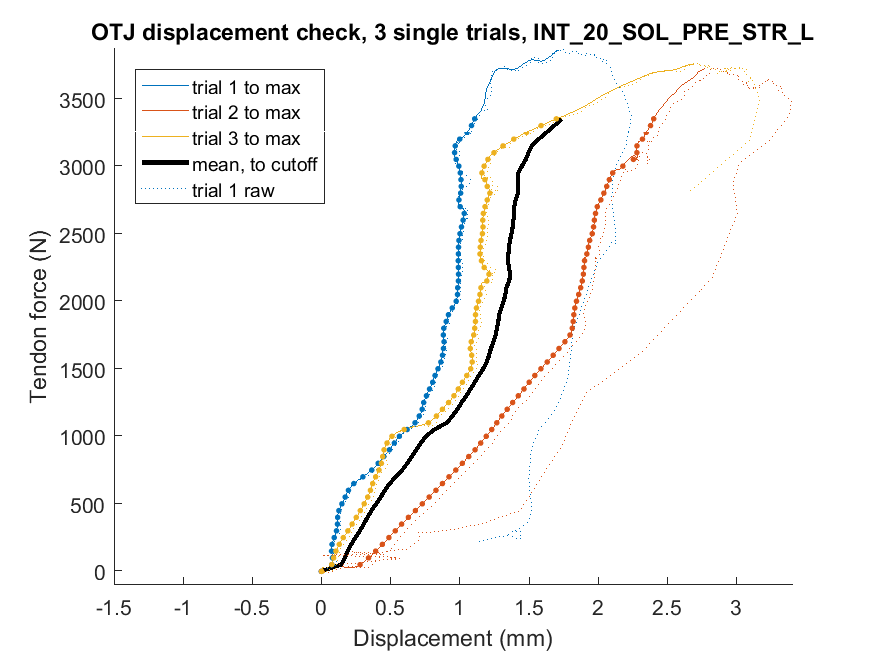 OTJ displacement check, 3 single trials, INT_20_SOL_PRE_STR_L
trial 1 to max
trial 2 to max
trial 3 to max
mean, to cutoff
trial 1 raw
Tendon force (N)
3500
3000
2500
2000
1500
1000
500
0
-1.5
-1
-0.5
0
0.5
1
1.5
2
2.5
3
Displacement (mm)